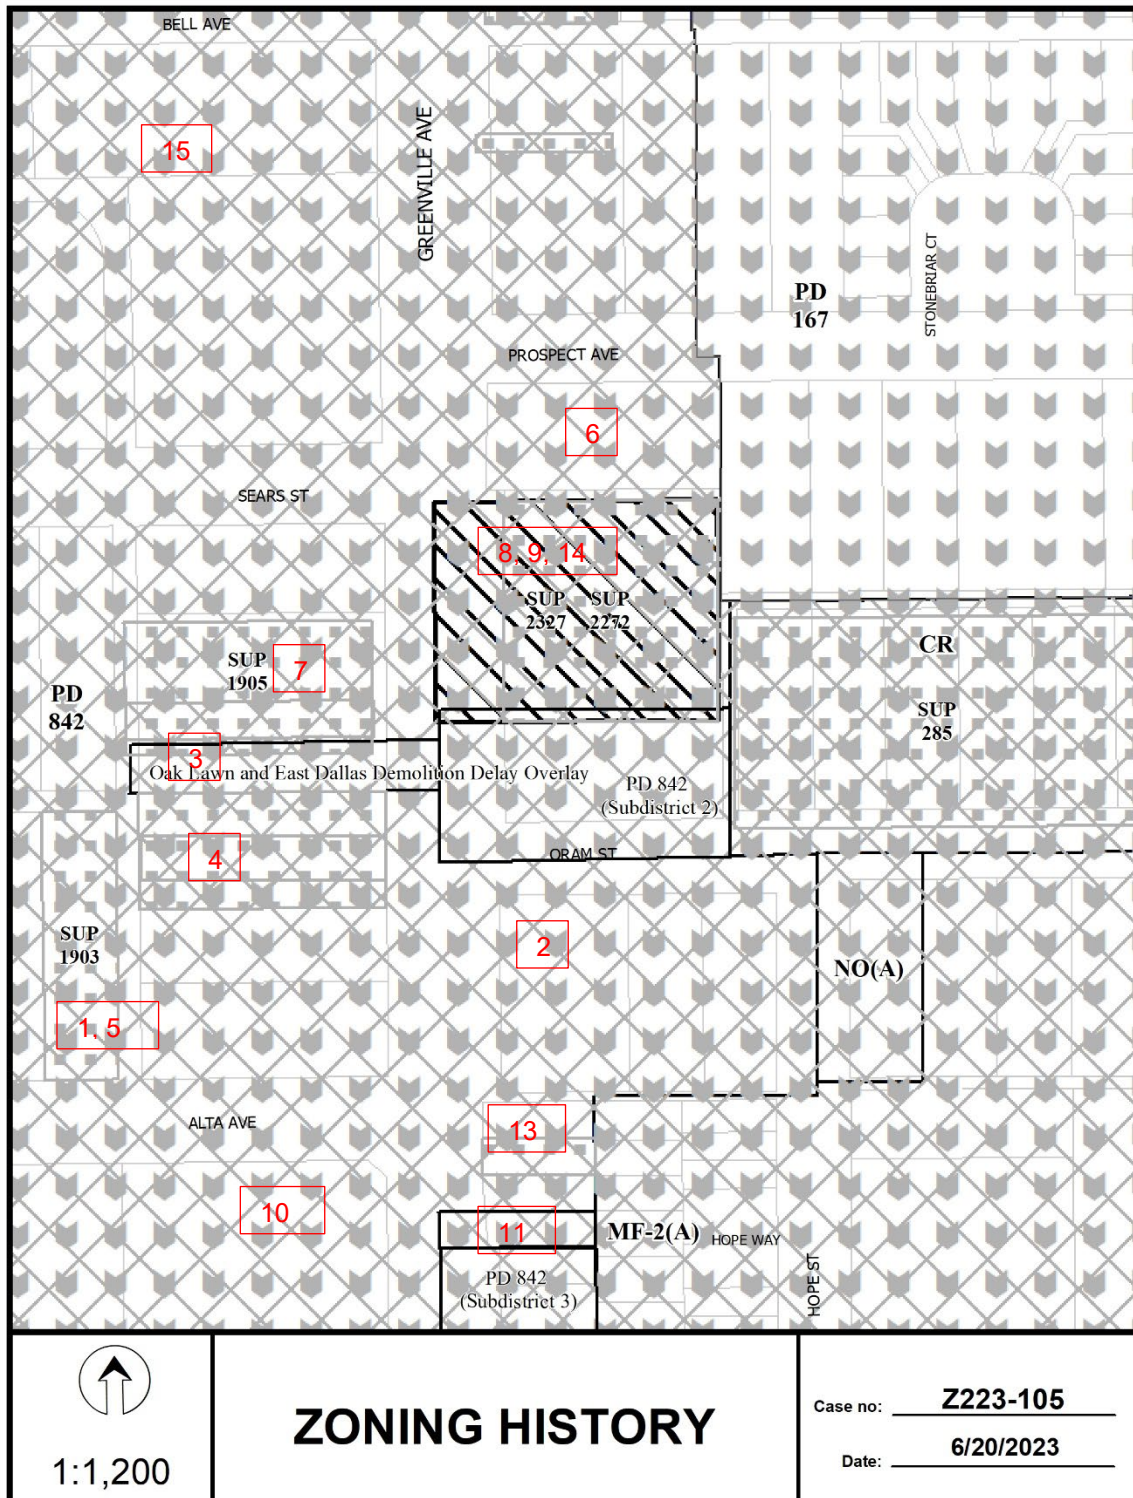 BELL AVE
GREENVILLE AVE
15
STONEBRIAR CT
PD
167
PROSPECT AVE
6
SEARS ST
8, 9, 14
SUP
2327
SUP
2272
SUP
1905
7
CR
SUP
285
PD
842
3
Oak Lawn and East Dallas Demolition Delay Overlay
PD 842
(Subdistrict 2)
4
ORAM ST
SUP
1903
2
NO(A)
1, 5
ALTA AVE
13
10
11
MF-2(A)
HOPE WAY
HOPE ST
PD 842
(Subdistrict 3)
1:1,200
ZONING HISTORY
Case no: Z223-105
Date: 6/20/2023